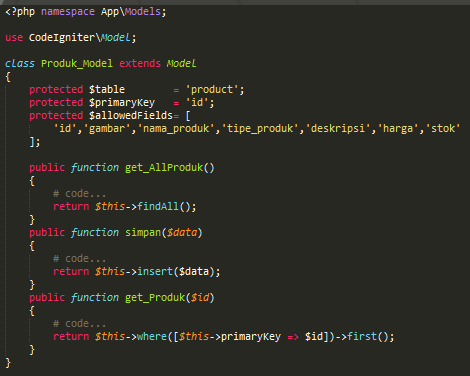 <?php namespace App\Models;
use CodeIgniter\Model;
class Produk_Model extends Model
{
protected $table = 'product';
protected $primaryKey = 'id';
protected $allowedFields= [
'id','gambar','nama_produk','tipe_produk','deskripsi','harga','stok'
];
public function get_AllProduk()
{
# code...
return $this->findAll();
}
public function simpan($data)
{
# code...
return $this->insert($data);
}
public function get_Produk($id)
{
# code...
return $this->where([$this->primaryKey => $id])->first();
}
}